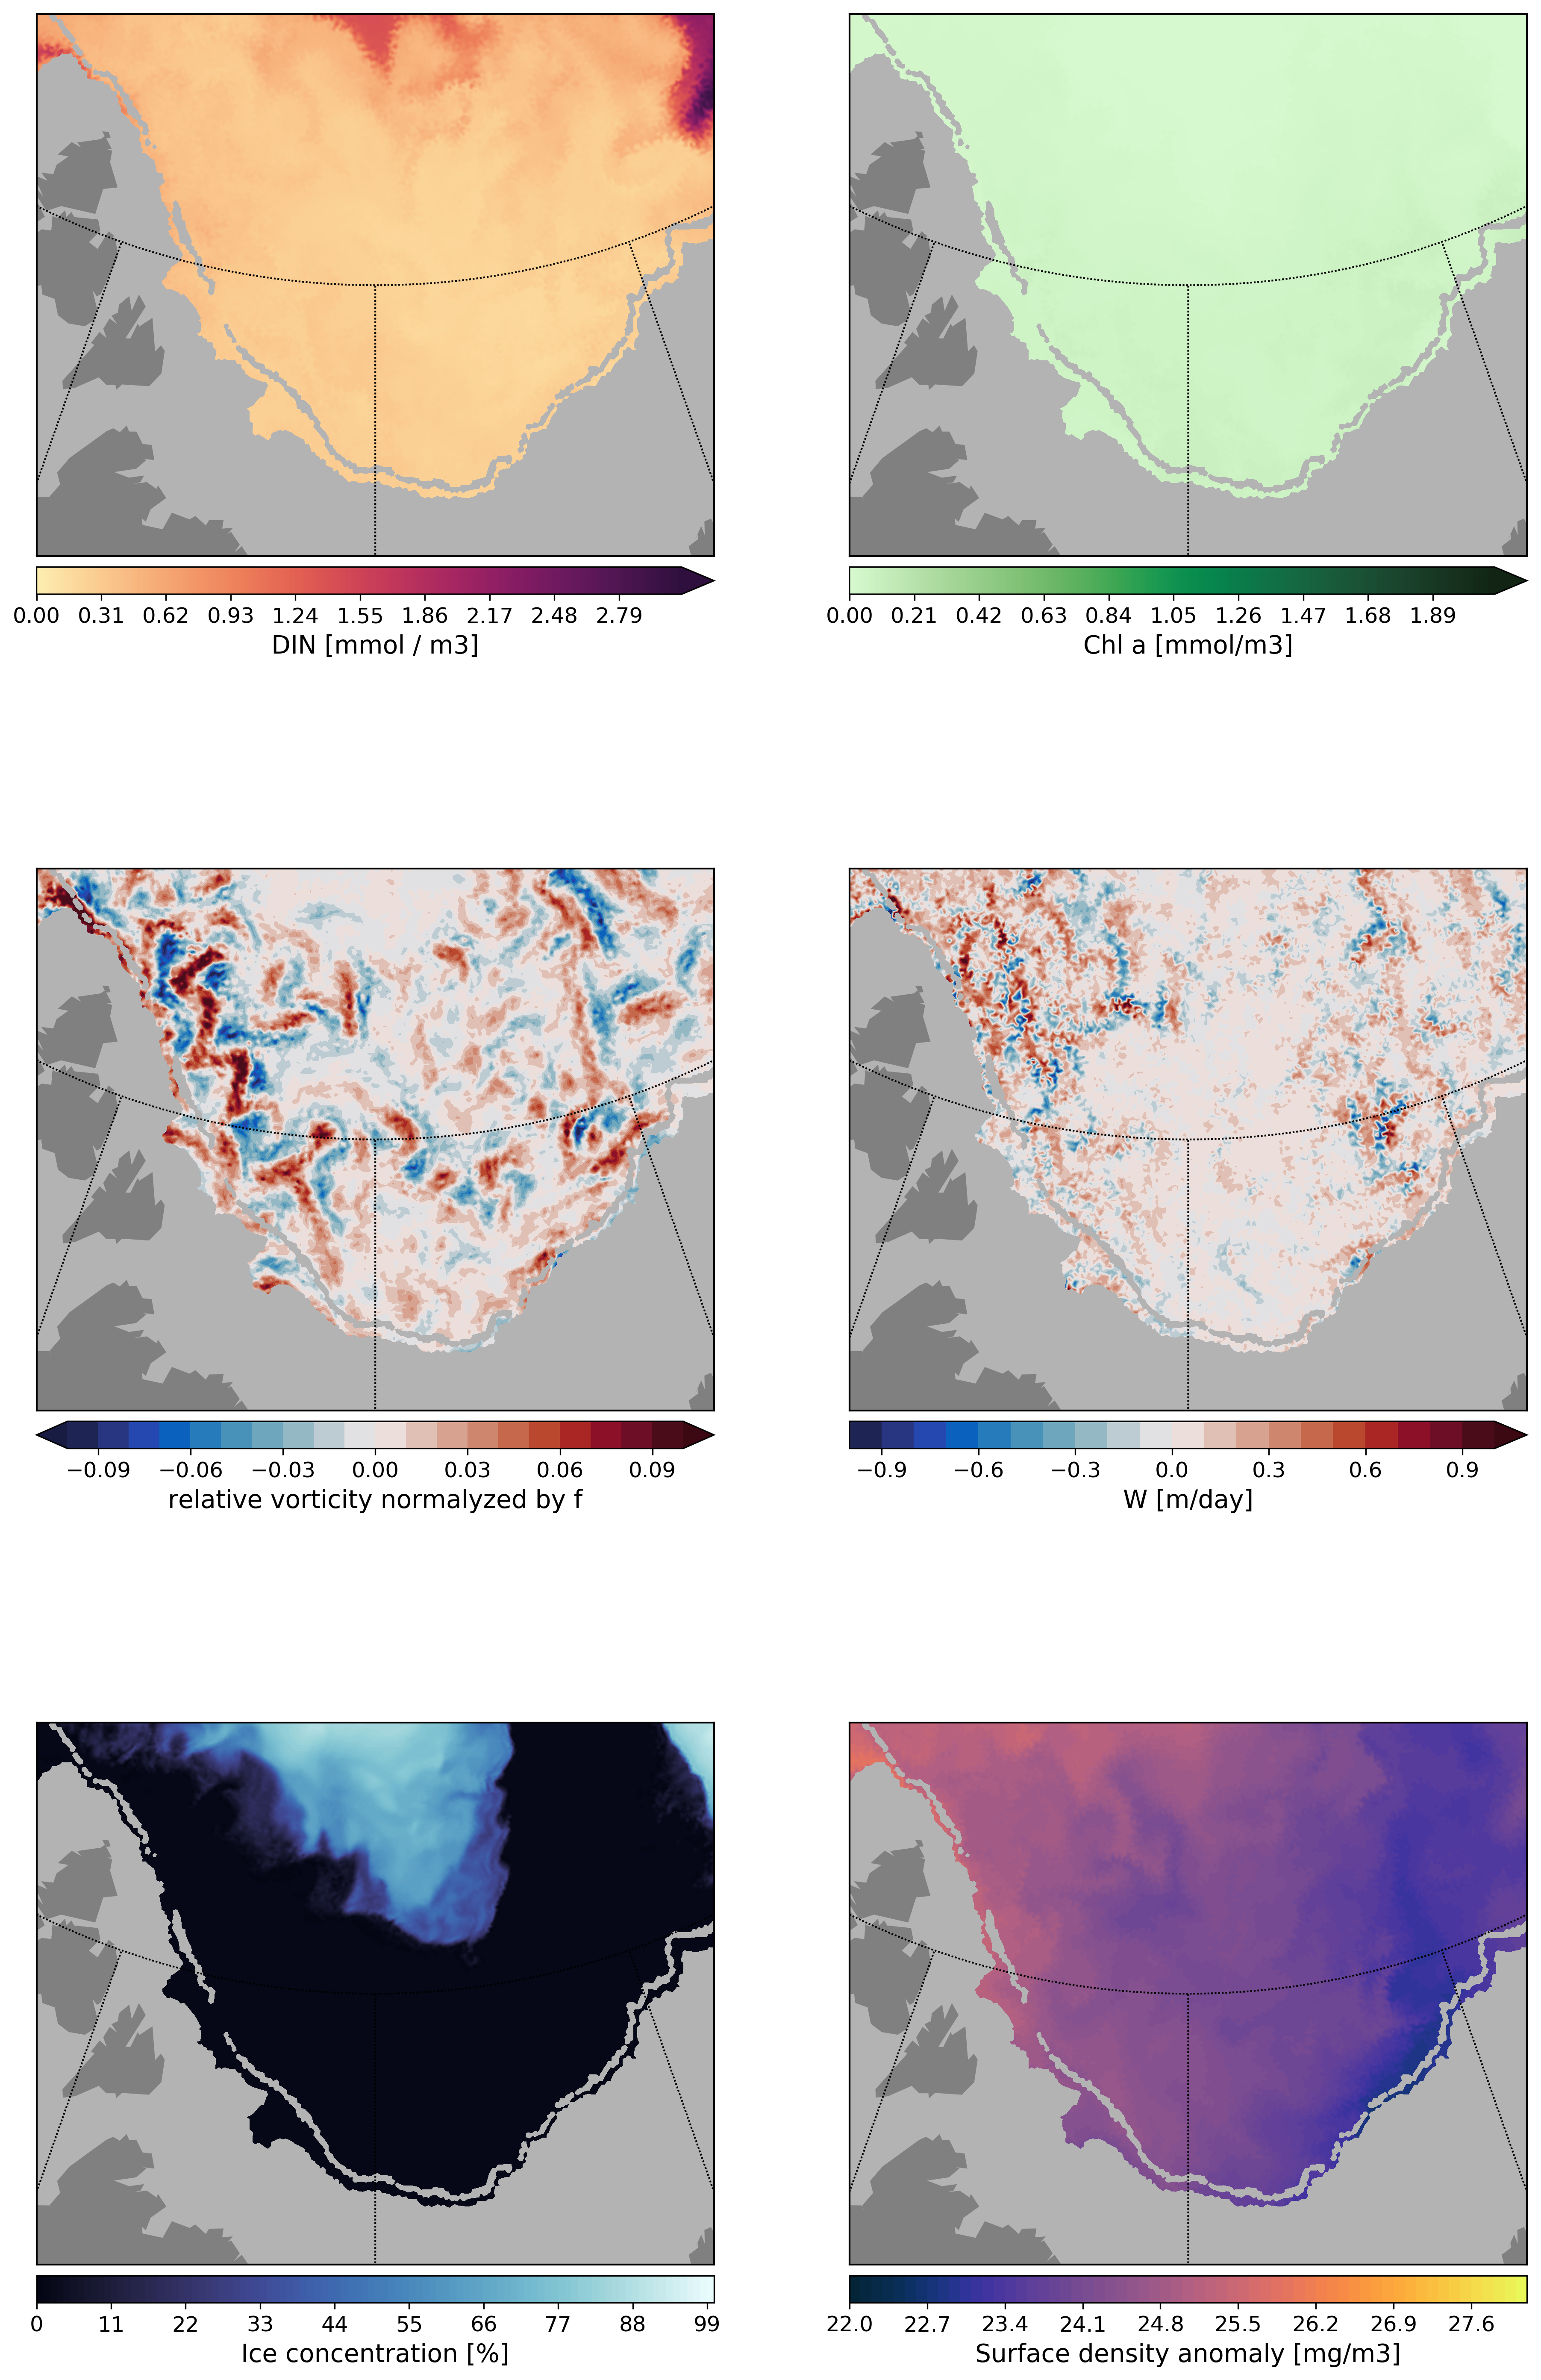 0.00 0.31 0.62 0.93 1.24 1.55 1.86 2.17 2.48 2.79
DIN [mmol / m3]
0.00 0.21 0.42 0.63 0.84 1.05 1.26 1.47 1.68 1.89
Chl a [mmol/m3]
−0.09 −0.06 −0.03 0.00 0.03 0.06 0.09
relative vorticity normalyzed by f
−0.9 −0.6 −0.3 0.0 0.3 0.6 0.9
W [m/day]
0 11 22 33 44 55 66 77 88 99
Ice concentration [%]
22.0 22.7 23.4 24.1 24.8 25.5 26.2 26.9 27.6
Surface density anomaly [mg/m3]